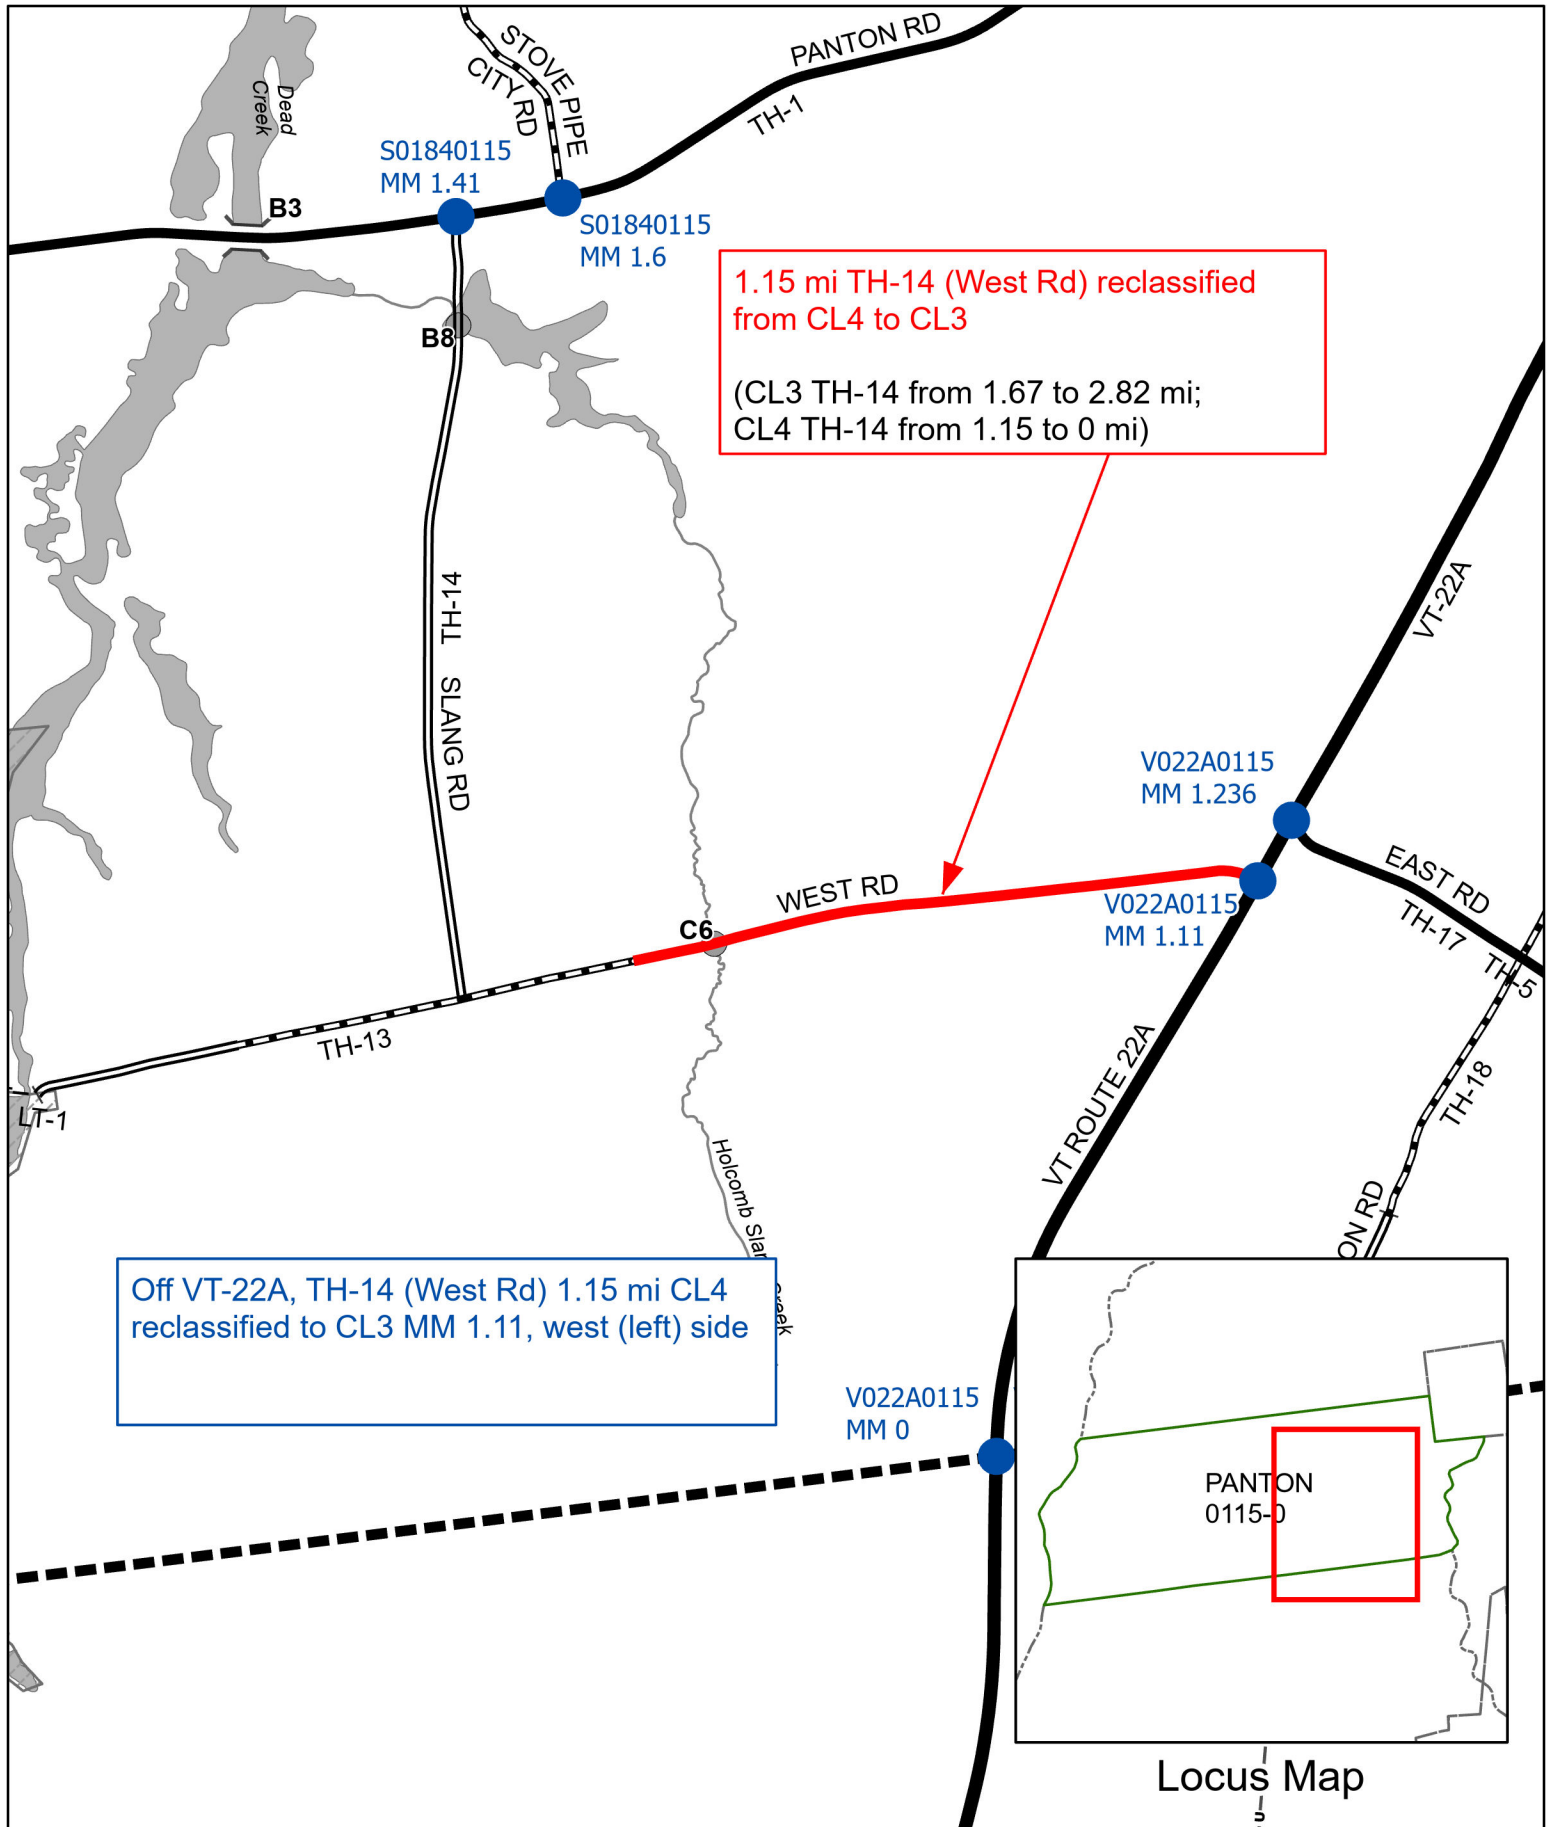 PANTON RD
TH-1
STOVE PIPE
CITY RD
Dead
Creek
S01840115
MM 1.41
B3
S01840115
MM 1.6
B8
1.15 mi TH-14 (West Rd) reclassified
from CL4 to CL3
(CL3 TH-14 from 1.67 to 2.82 mi;
CL4 TH-14 from 1.15 to 0 mi)
TH-14
SLANG RD
VT-22A
V022A0115
MM 1.236
EAST RD
TH-17
TH-5
WEST RD
V022A0115
MM 1.11
C6
TH-13
LT-1
VT ROUTE 22A
TH-18
ON RD
Holcomb Slan
Creek
Off VT-22A, TH-14 (West Rd) 1.15 mi CL4
reclassified to CL3 MM 1.11, west (left) side
V022A0115
MM 0
PANTON
0115-0
Locus Map